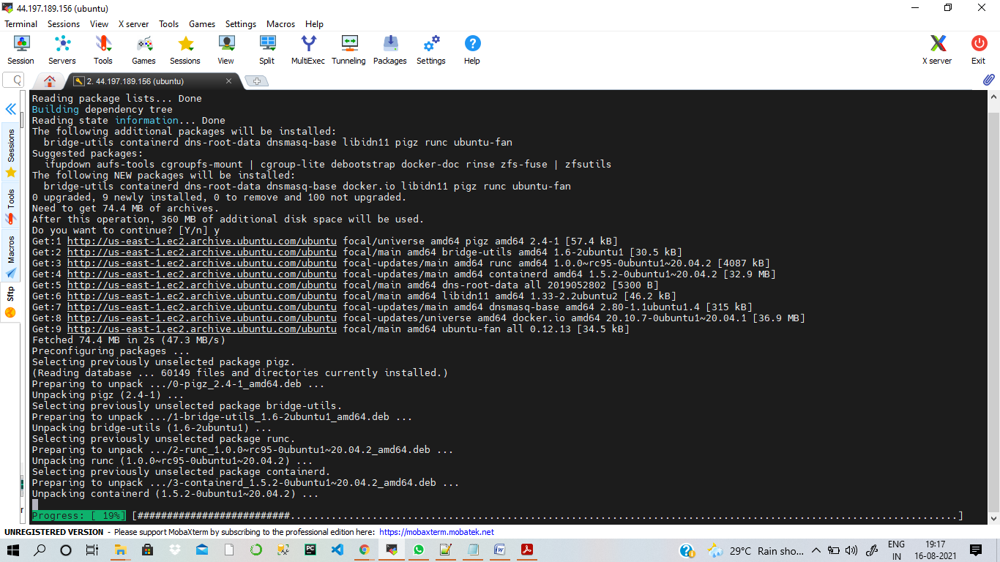 44.197.189.156 (ubuntu)
Terminal Sessions View X server Tools Games Settings Macros Help
Session Servers Tools Games Sessions View Split MultiExec Tunneling Packages Settings Help X server Exit
2. 44.197.189.156 (ubuntu)
Sessions
Tools
Macros
Sftp
Reading package lists... Done
Building dependency tree
Reading state information... Done
The following additional packages will be installed:
bridge-utils containerd dns-root-data dnsmasq-base libidn11 pigz runc ubuntu-fan
Suggested packages:
ifupdown aufs-tools cgroupfs-mount | cgroup-lite debootstrap docker-doc rinse zfs-fuse | zfsutils
The following NEW packages will be installed:
bridge-utils containerd dns-root-data dnsmasq-base docker.io libidn11 pigz runc ubuntu-fan
0 upgraded, 9 newly installed, 0 to remove and 100 not upgraded.
Need to get 74.4 MB of archives.
After this operation, 360 MB of additional disk space will be used.
Do you want to continue? [Y/n] y
Get:1 http://us-east-1.ec2.archive.ubuntu.com/ubuntu focal/universe amd64 pigz amd64 2.4-1 [57.4 kB]
Get:2 http://us-east-1.ec2.archive.ubuntu.com/ubuntu focal/main amd64 bridge-utils amd64 1.6-2ubuntu1 [30.5 kB]
Get:3 http://us-east-1.ec2.archive.ubuntu.com/ubuntu focal-updates/main amd64 runc amd64 1.0.0~rc95-0ubuntu1~20.04.2 [4087 kB]
Get:4 http://us-east-1.ec2.archive.ubuntu.com/ubuntu focal-updates/main amd64 containerd amd64 1.5.2-0ubuntu1~20.04.2 [32.9 MB]
Get:5 http://us-east-1.ec2.archive.ubuntu.com/ubuntu focal/main amd64 dns-root-data all 2019052802 [5300 B]
Get:6 http://us-east-1.ec2.archive.ubuntu.com/ubuntu focal/main amd64 libidn11 amd64 1.33-2.2ubuntu2 [46.2 kB]
Get:7 http://us-east-1.ec2.archive.ubuntu.com/ubuntu focal-updates/main amd64 dnsmasq-base amd64 2.80-1.1ubuntu1.4 [315 kB]
Get:8 http://us-east-1.ec2.archive.ubuntu.com/ubuntu focal-updates/universe amd64 docker.io amd64 20.10.7-0ubuntu1~20.04.1 [36.9 MB]
Get:9 http://us-east-1.ec2.archive.ubuntu.com/ubuntu focal/main amd64 ubuntu-fan all 0.12.13 [34.5 kB]
Fetched 74.4 MB in 2s (47.3 MB/s)
Preconfiguring packages ...
Selecting previously unselected package pigz.
(Reading database ... 60149 files and directories currently installed.)
Preparing to unpack .../0-pigz_2.4-1_amd64.deb ...
Unpacking pigz (2.4-1) ...
Selecting previously unselected package bridge-utils.
Preparing to unpack .../1-bridge-utils_1.6-2ubuntu1_amd64.deb ...
Unpacking bridge-utils (1.6-2ubuntu1) ...
Selecting previously unselected package runc.
Preparing to unpack .../2-runc_1.0.0~rc95-0ubuntu1~20.04.2_amd64.deb ...
Unpacking runc (1.0.0~rc95-0ubuntu1~20.04.2) ...
Selecting previously unselected package containerd.
Preparing to unpack .../3-containerd_1.5.2-0ubuntu1~20.04.2_amd64.deb ...
Unpacking containerd (1.5.2-0ubuntu1~20.04.2) ...
Progress: [ 19%] [##########################..................................................................................................................]
UNREGISTERED VERSION - Please support MobaXterm by subscribing to the professional edition here: https://mobaxterm.mobatek.net
29°C Rain sho... ENG 19:17
IN 16-08-2021